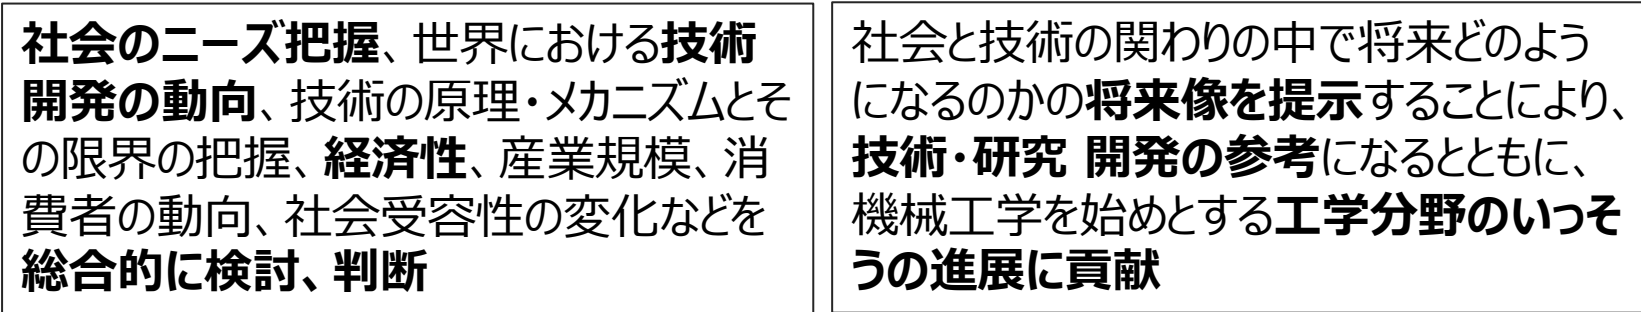 社会のニーズ把握、世界における技術
開発の動向、技術の原理・メカニズムとそ
の限界の把握、経済性、産業規模、消
費者の動向、社会受容性の変化などを
総合的に検討、判断
社会と技術の関わりの中で将来どのよう
になるのかの将来像を提示することにより、
技術・研究 開発の参考になるとともに、
機械工学を始めとする工学分野のいっそ
うの進展に貢献